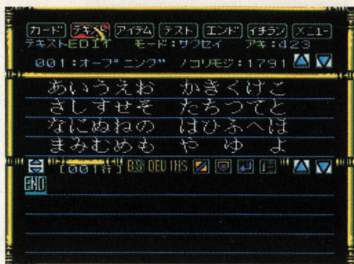 カード テキスト アイテム テスト エンド イチラン メニュー
テキストEDIT モード:サクセイ アキ:423
001:オープニング /コリモジ:1791
あいうえお かきくけこ
さしすせそ たちつてと
なにぬねの はひふへほ
まみむめも や ゆ よ
[001行] BS DEL INS
END